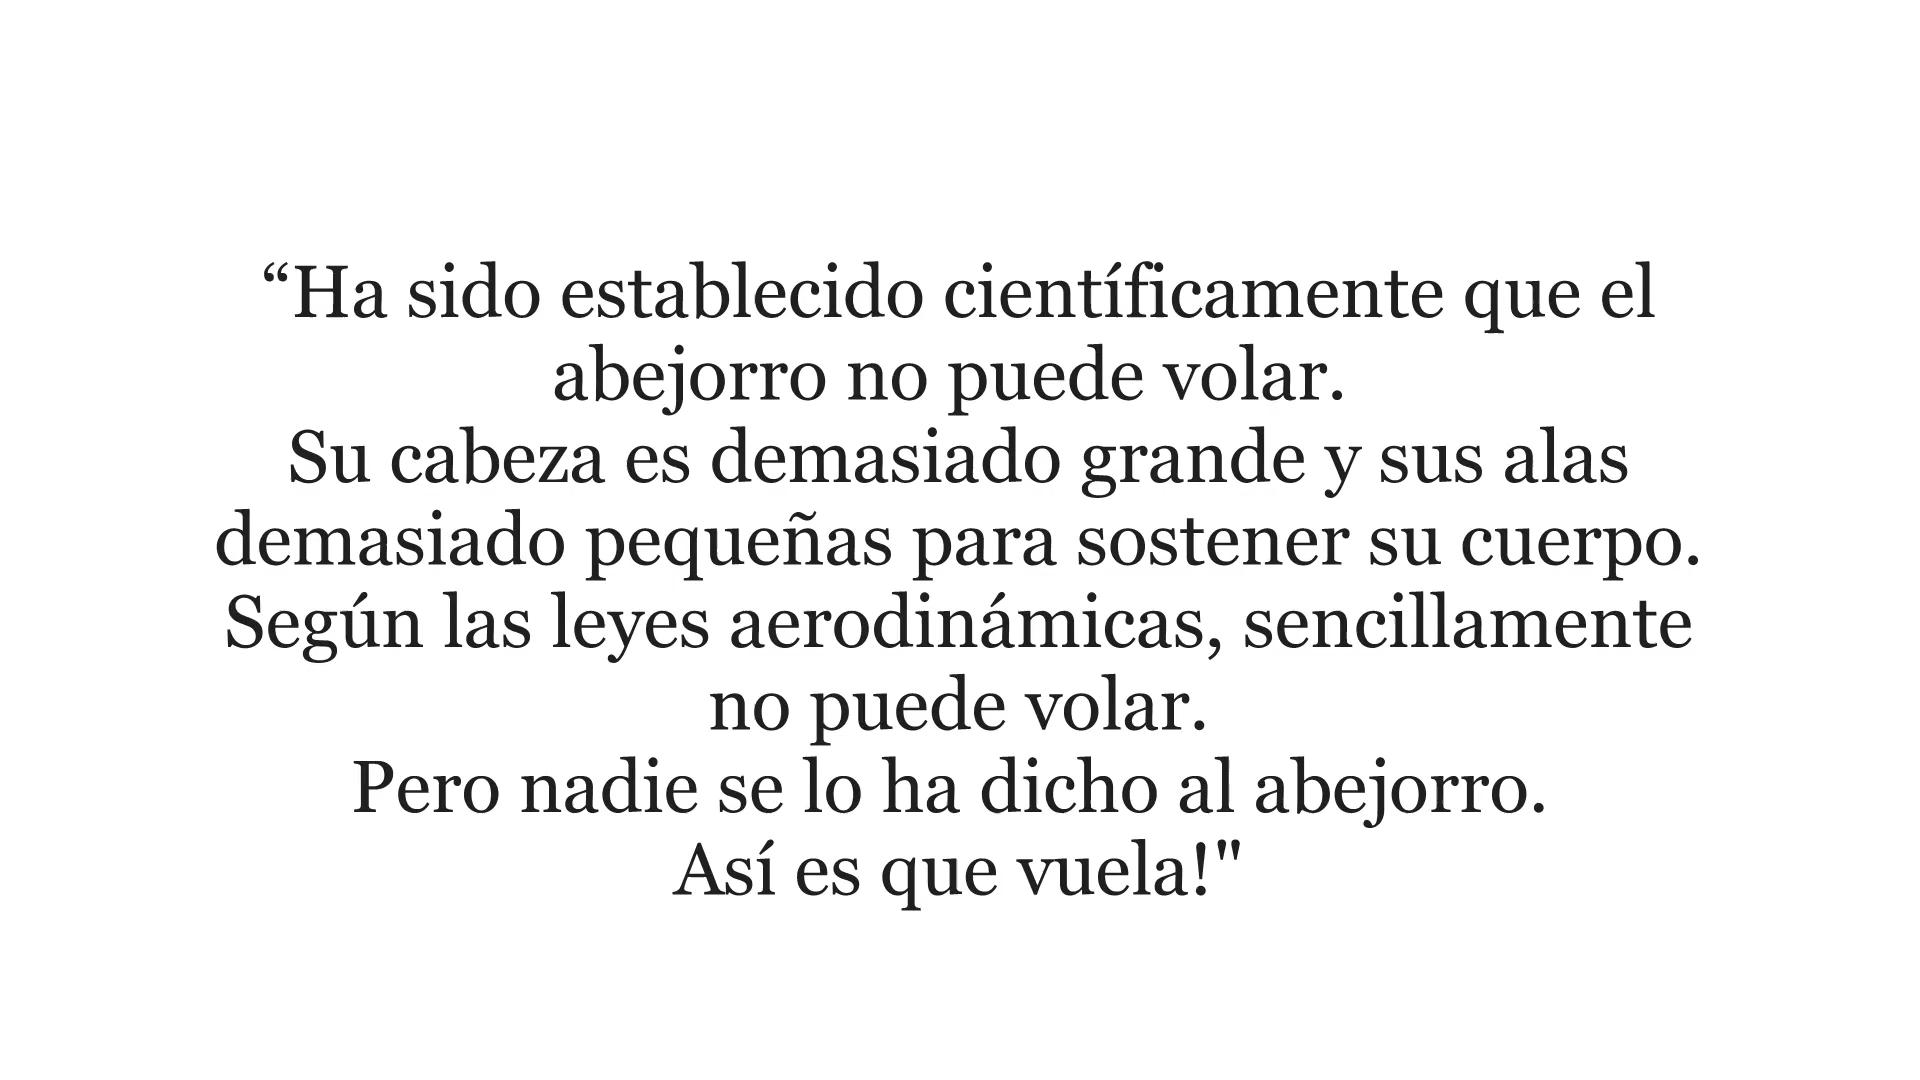 “Ha sido establecido científicamente que el
abejorro no puede volar.
Su cabeza es demasiado grande y sus alas
demasiado pequeñas para sostener su cuerpo.
Según las leyes aerodinámicas, sencillamente
no puede volar.
Pero nadie se lo ha dicho al abejorro.
Así es que vuela!"